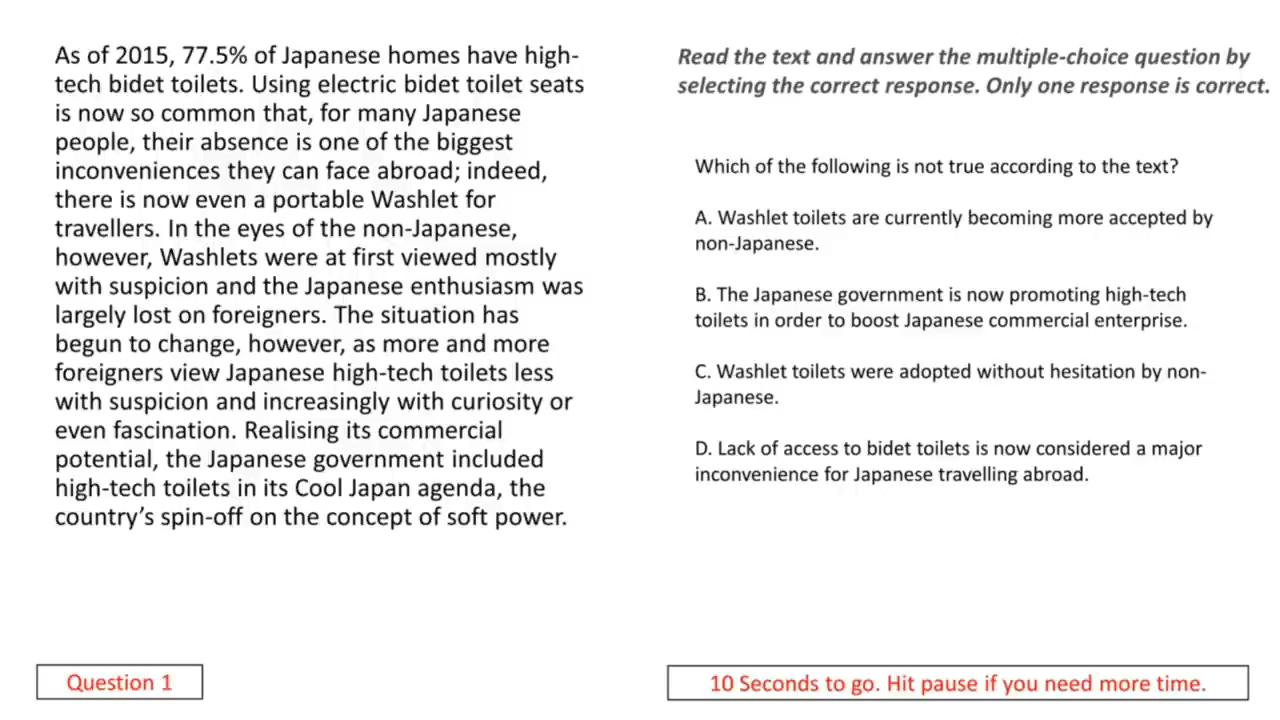 As of 2015, 77.5% of Japanese homes have high-
tech bidet toilets. Using electric bidet toilet seats
is now so common that, for many Japanese
people, their absence is one of the biggest
inconveniences they can face abroad; indeed,
there is now even a portable Washlet for
travellers. In the eyes of the non-Japanese,
however, Washlets were at first viewed mostly
with suspicion and the Japanese enthusiasm was
largely lost on foreigners. The situation has
begun to change, however, as more and more
foreigners view Japanese high-tech toilets less
with suspicion and increasingly with curiosity or
even fascination. Realising its commercial
potential, the Japanese government included
high-tech toilets in its Cool Japan agenda, the
country's spin-off on the concept of soft power.
Read the text and answer the multiple-choice question by
selecting the correct response. Only one response is correct.
Which of the following is not true according to the text?
A. Washlet toilets are currently becoming more accepted by
non-Japanese.
B. The Japanese government is now promoting high-tech
toilets in order to boost Japanese commercial enterprise.
C. Washlet toilets were adopted without hesitation by non-
Japanese.
D. Lack of access to bidet toilets is now considered a major
inconvenience for Japanese travelling abroad.
Question 1
10 Seconds to go. Hit pause if you need more time.